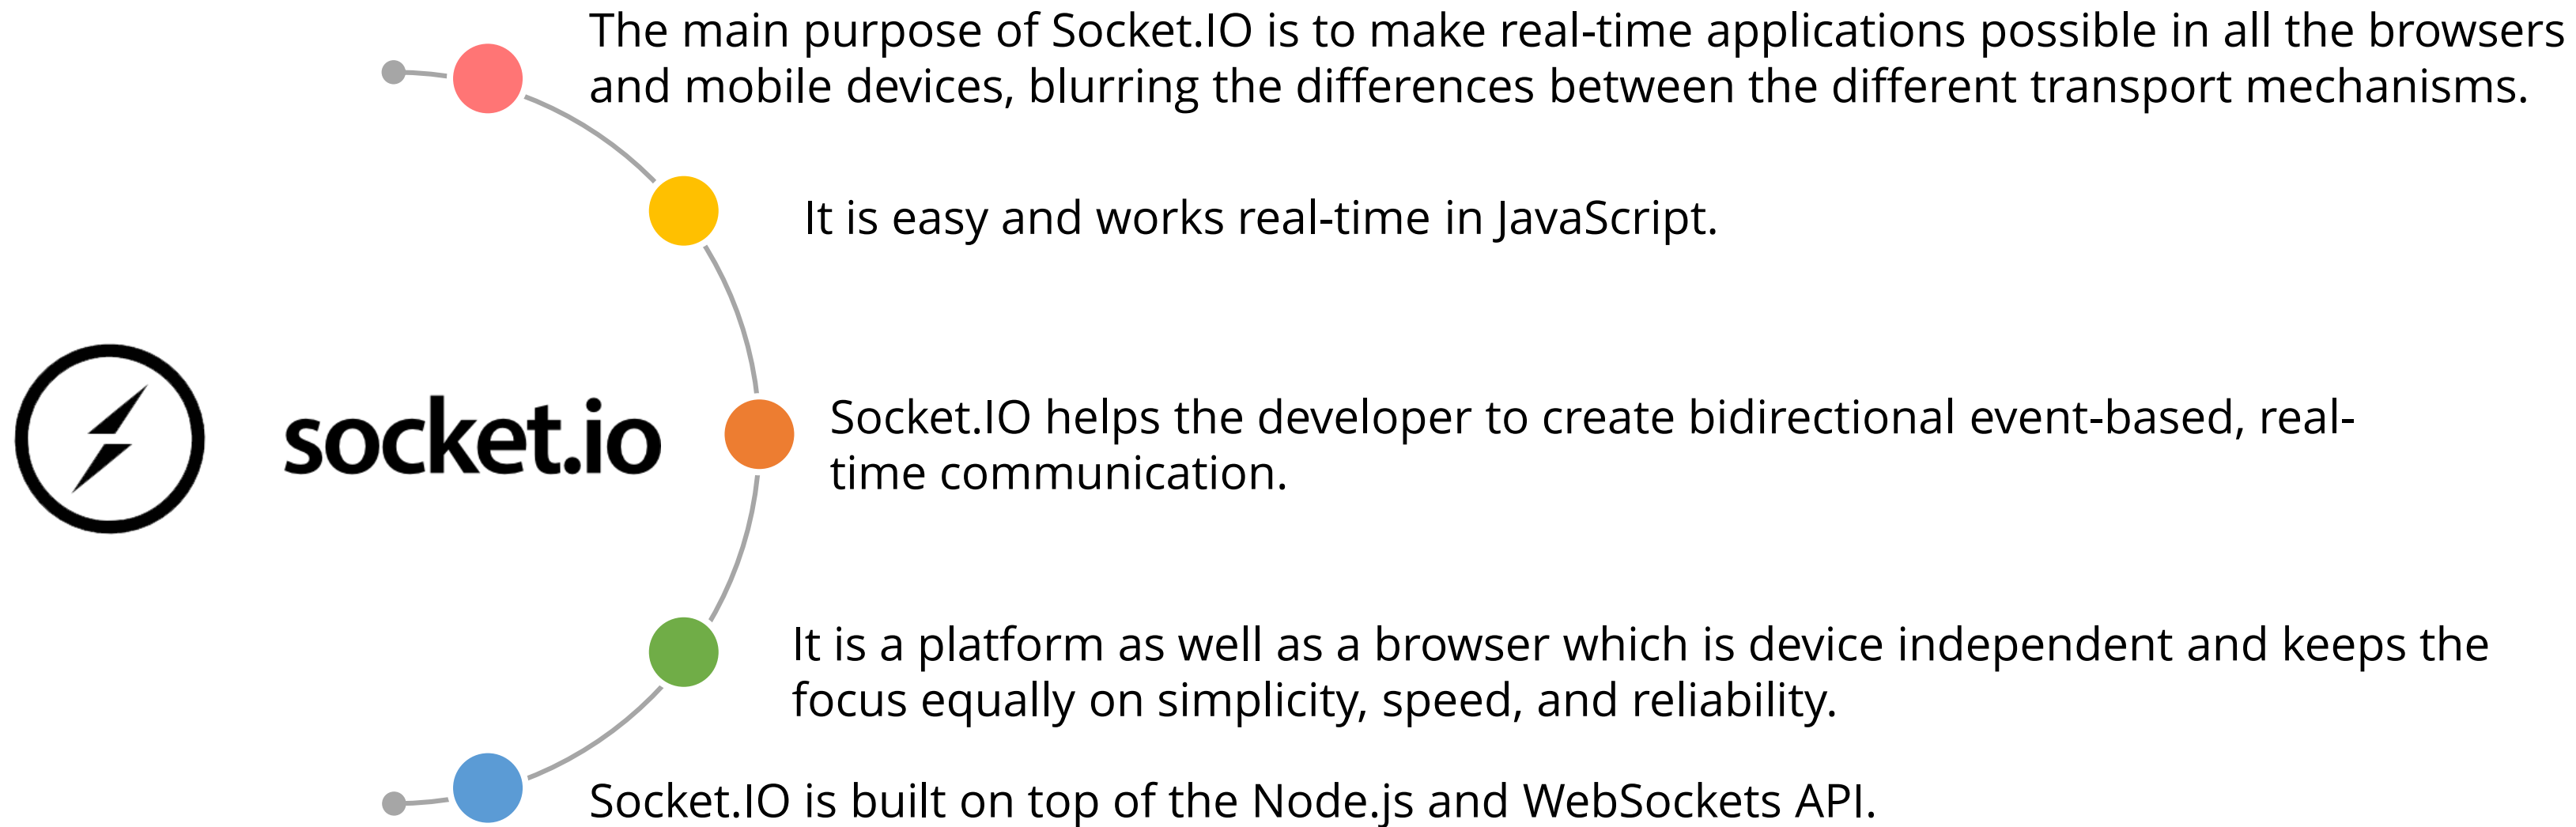 The main purpose of Socket.IO is to make real-time applications possible in all the browsers
and mobile devices, blurring the differences between the different transport mechanisms.
It is easy and works real-time in JavaScript.
socket.io
Socket.IO helps the developer to create bidirectional event-based, real-
time communication.
It is a platform as well as a browser which is device independent and keeps the
focus equally on simplicity, speed, and reliability.
Socket.IO is built on top of the Node.js and WebSockets API.